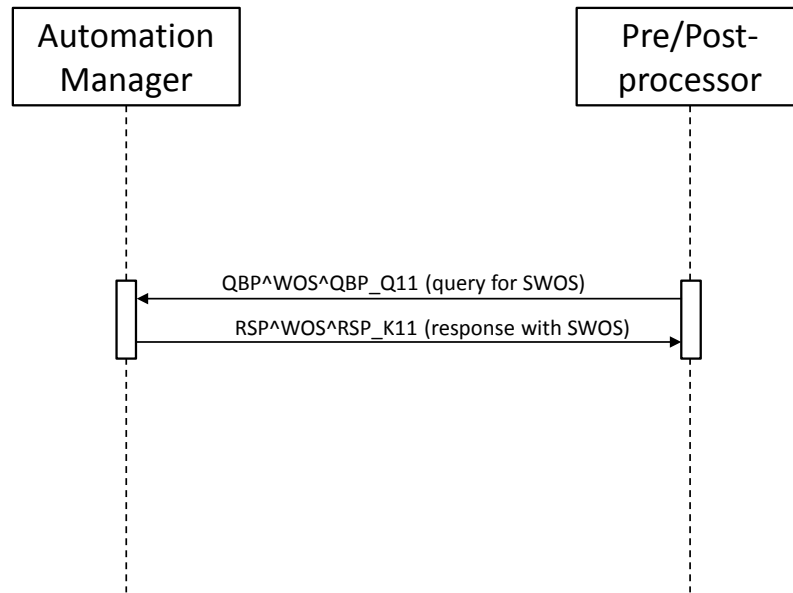 Automation
Manager
Pre/Post-
processor
QBP^WOS^QBP_Q11 (query for SWOS)
RSP^WOS^RSP_K11 (response with SWOS)